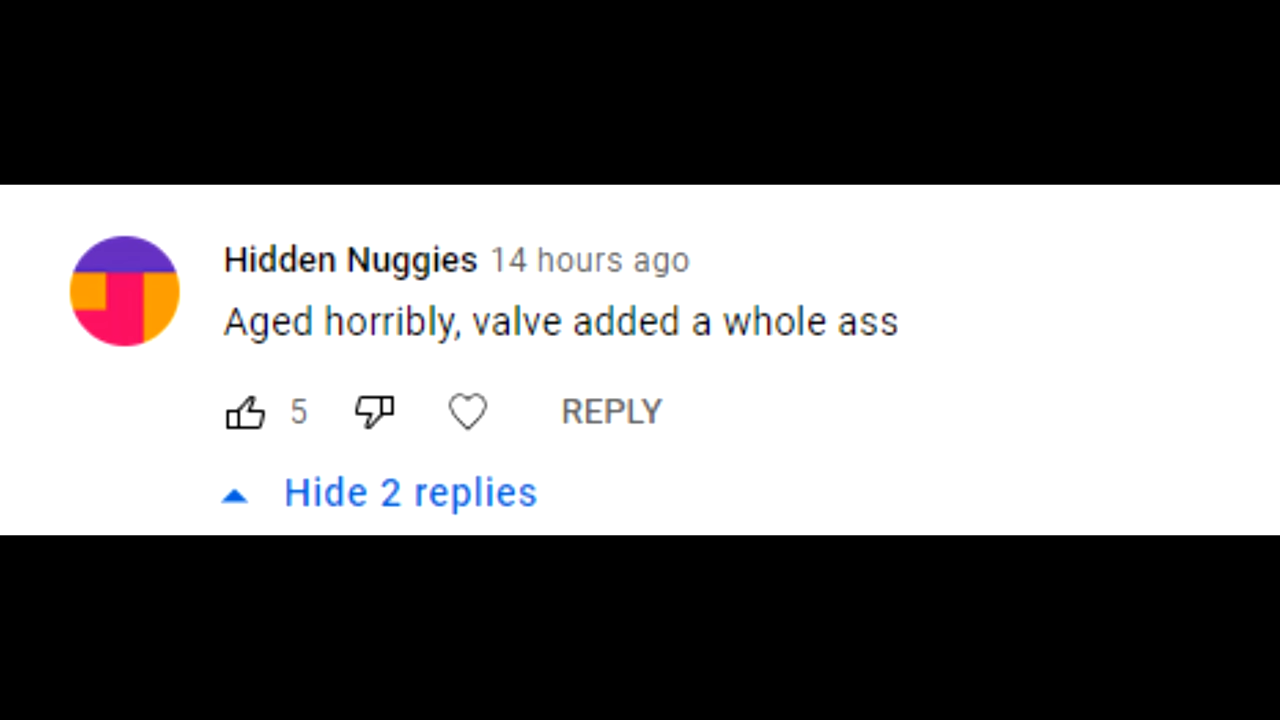 Hidden Nuggies 14 hours ago
Aged horribly, valve added a whole ass
5 REPLY
Hide 2 replies